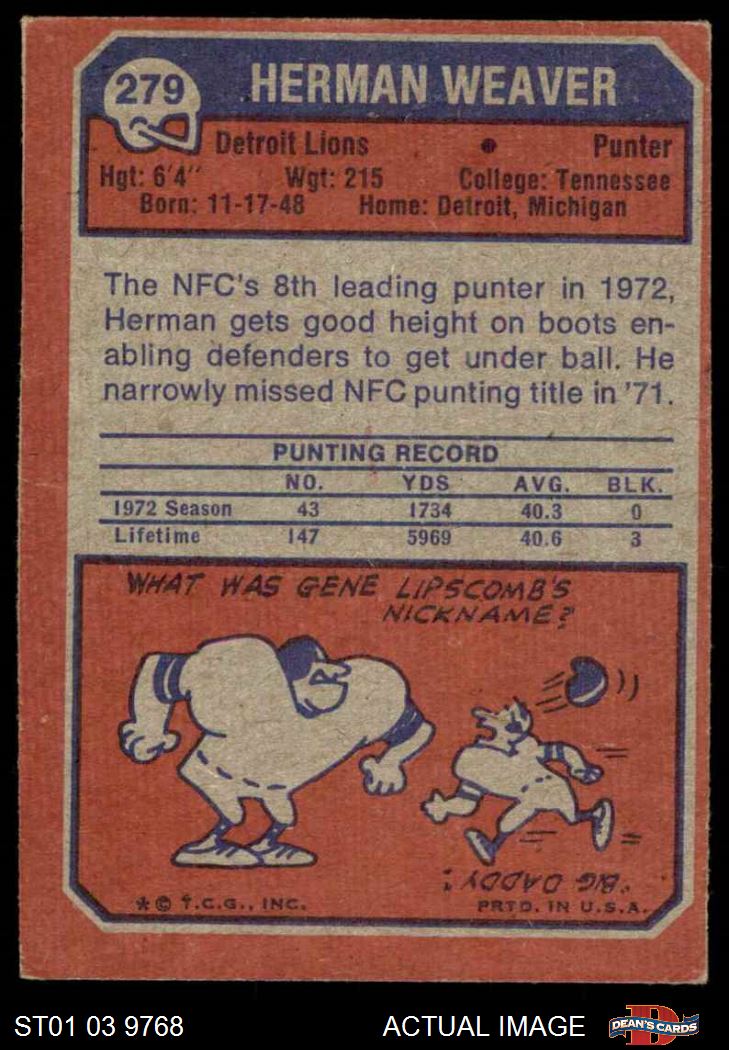 279
HERMAN WEAVER
Detroit Lions • Punter
Hgt: 6'4" Wgt: 215 College: Tennessee
Born: 11-17-48 Home: Detroit, Michigan
The NFC's 8th leading punter in 1972,
Herman gets good height on boots en-
abling defenders to get under ball. He
narrowly missed NFC punting title in '71.
PUNTING RECORD
NO. YDS AVG. BLK.
1972 Season 43 1734 40.3 0
Lifetime 147 5969 40.6 3
WHAT WAS GENE LIPSCOMB'S
NICKNAME?
"BIG DADDY"
* © T.C.G., INC. PRTD. IN U.S.A.
ST01 03 9768 ACTUAL IMAGE DEAN'S CARDS